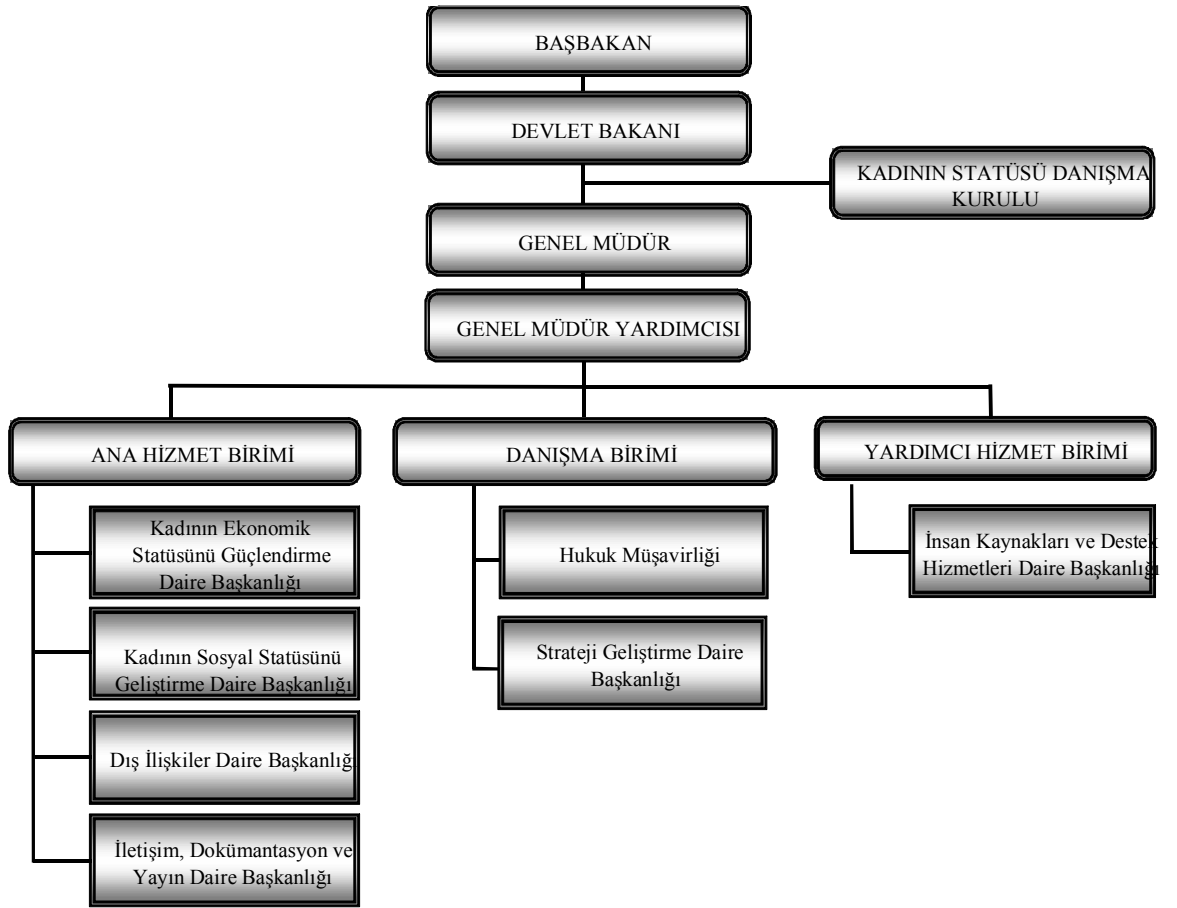 BAŞBAKAN
DEVLET BAKANI
KADININ STATÜSÜ DANIŞMA
KURULU
GENEL MÜDÜR
GENEL MÜDÜR YARDIMCISI
ANA HİZMET BİRİMİ
Kadının Ekonomik
Statüsünü Güçlendirme
Daire Başkanlığı
Kadının Sosyal Statüsünü
Geliştirme Daire Başkanlığı
Dış İlişkiler Daire Başkanlığı
İletişim, Dokümantasyon ve
Yayın Daire Başkanlığı
DANIŞMA BİRİMİ
Hukuk Müşavirliği
Strateji Geliştirme Daire
Başkanlığı
YARDIMCI HİZMET BİRİMİ
İnsan Kaynakları ve Destek
Hizmetleri Daire Başkanlığı